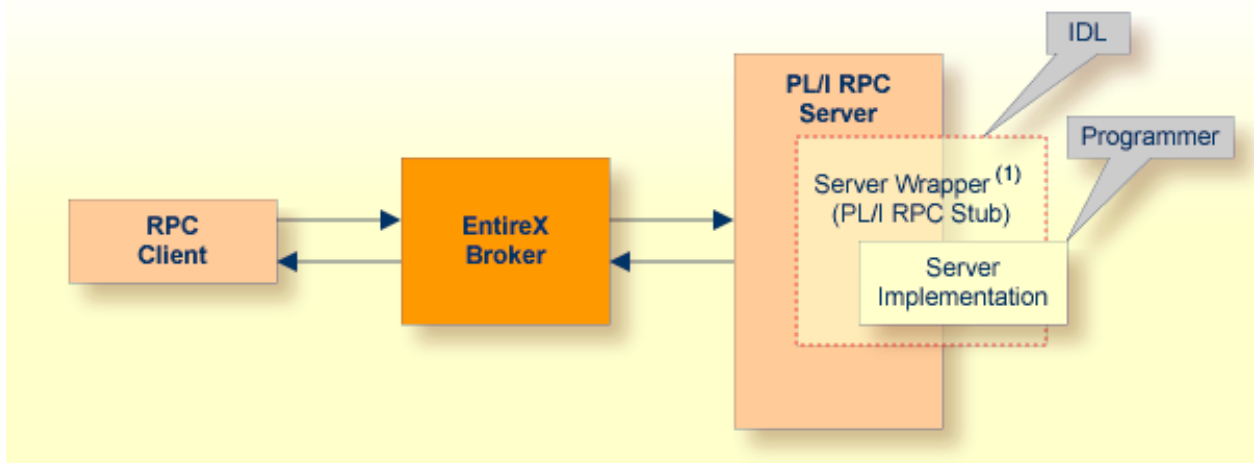 IDL
PL/I RPC
Server
Programmer
Server Wrapper (1)
(PL/I RPC Stub)
RPC
Client
EntireX
Broker
Server
Implementation